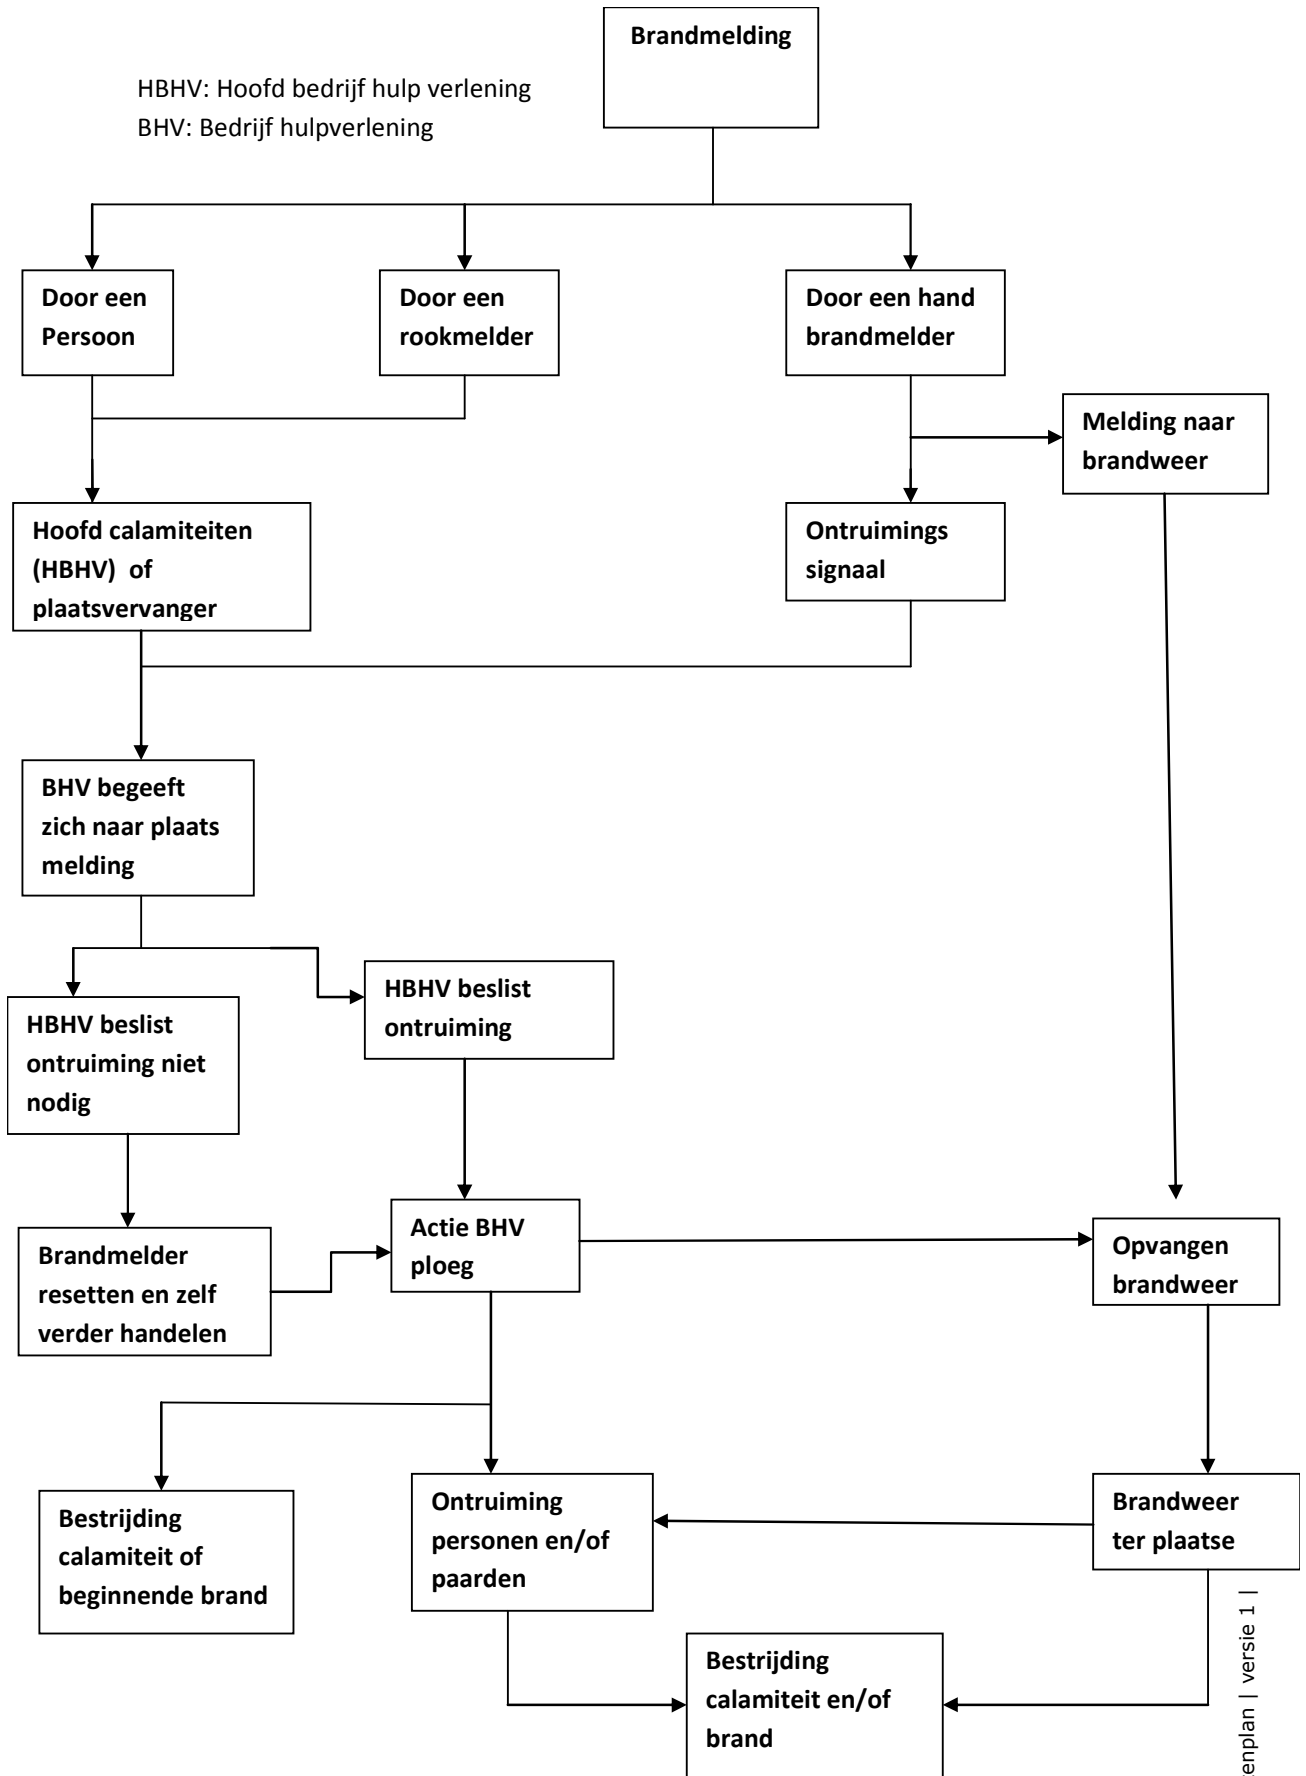 Brandmelding
HBHV: Hoofd bedrijf hulp verlening
BHV: Bedrijf hulpverlening
Door een
Persoon
Door een
rookmelder
Door een hand
brandmelder
Melding naar
brandweer
Hoofd calamiteiten
(HBHV)  of
plaatsvervanger
Ontruimings
signaal
BHV begeeft
zich naar plaats
melding
HBHV beslist
ontruiming niet
nodig
HBHV beslist
ontruiming
Brandmelder
resetten en zelf
verder handelen
Actie BHV
ploeg
Opvangen
brandweer
Bestrijding
calamiteit of
beginnende brand
Ontruiming
personen en/of
paarden
Brandweer
ter plaatse
Bestrijding
calamiteit en/of
brand
enplan | versie 1 |